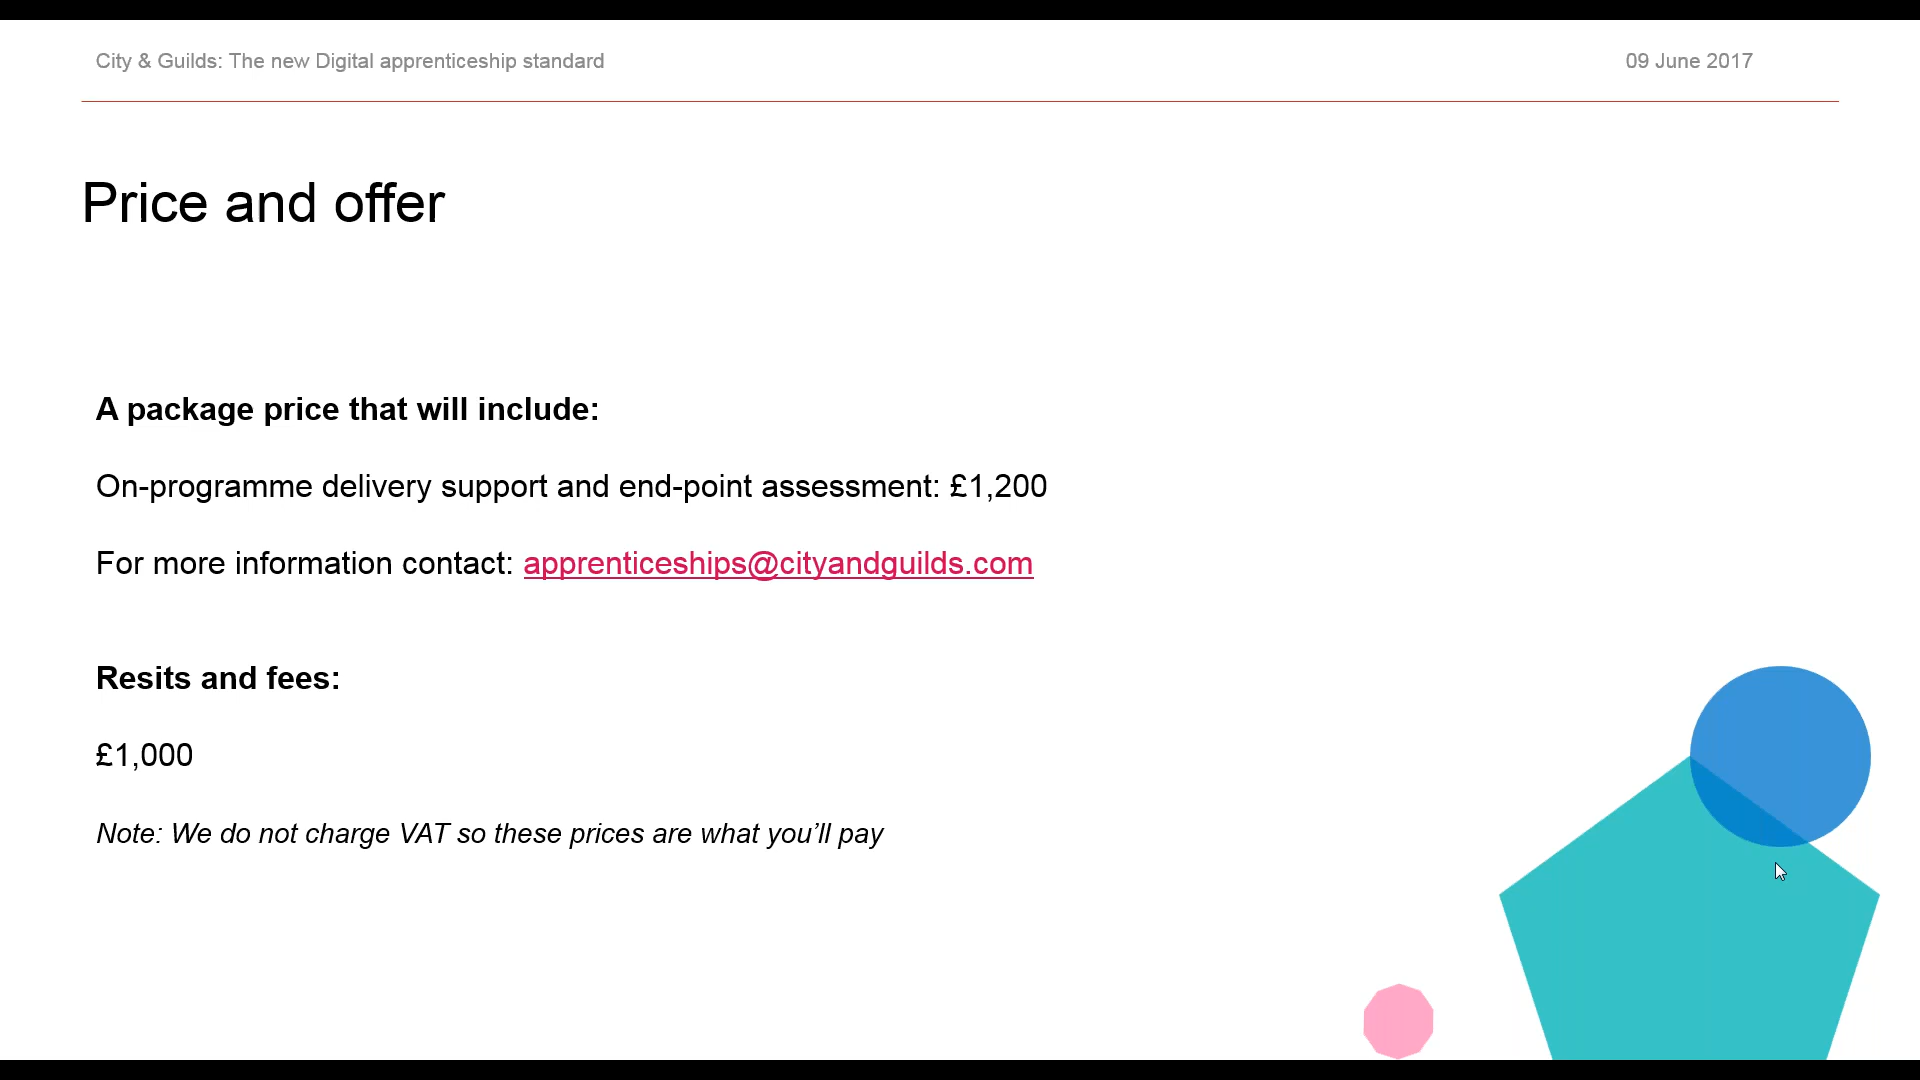 City & Guilds: The new Digital apprenticeship standard
09 June 2017
Price and offer
A package price that will include:
On-programme delivery support and end-point assessment: £1,200
For more information contact: apprenticeships@cityandguilds.com
Resits and fees:
£1,000
Note: We do not charge VAT so these prices are what you’ll pay